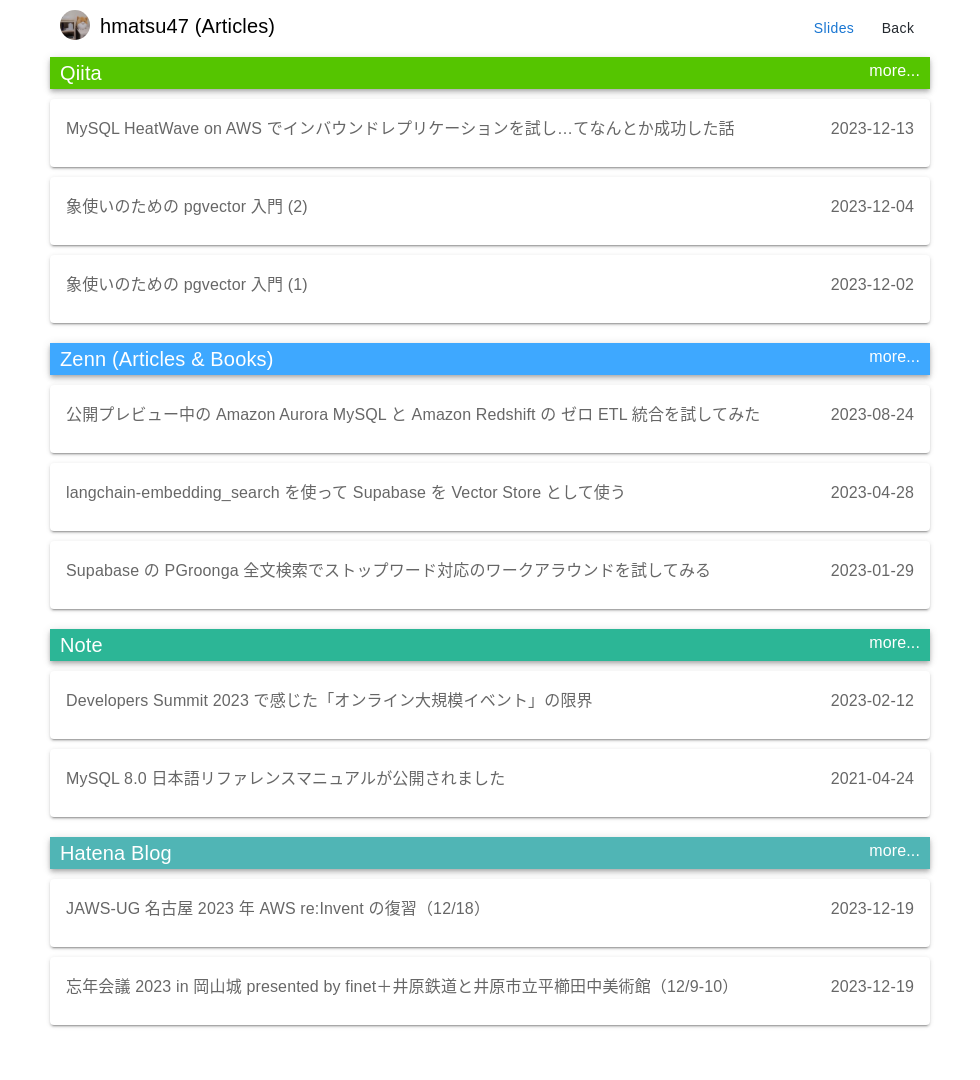 hmatsu47 (Articles)
Slides
Back
Qiita
more...
MySQL HeatWave on AWS でインバウンドレプリケーションを試し…てなんとか成功した話
2023-12-13
象使いのための pgvector 入門 (2)
2023-12-04
象使いのための pgvector 入門 (1)
2023-12-02
Zenn (Articles & Books)
more...
公開プレビュー中の Amazon Aurora MySQL と Amazon Redshift の ゼロ ETL 統合を試してみた
2023-08-24
langchain-embedding_search を使って Supabase を Vector Store として使う
2023-04-28
Supabase の PGroonga 全文検索でストップワード対応のワークアラウンドを試してみる
2023-01-29
Note
more...
Developers Summit 2023 で感じた「オンライン大規模イベント」の限界
2023-02-12
MySQL 8.0 日本語リファレンスマニュアルが公開されました
2021-04-24
Hatena Blog
more...
JAWS-UG 名古屋 2023 年 AWS re:Invent の復習（12/18）
2023-12-19
忘年会議 2023 in 岡山城 presented by finet＋井原鉄道と井原市立平櫛田中美術館（12/9-10）
2023-12-19